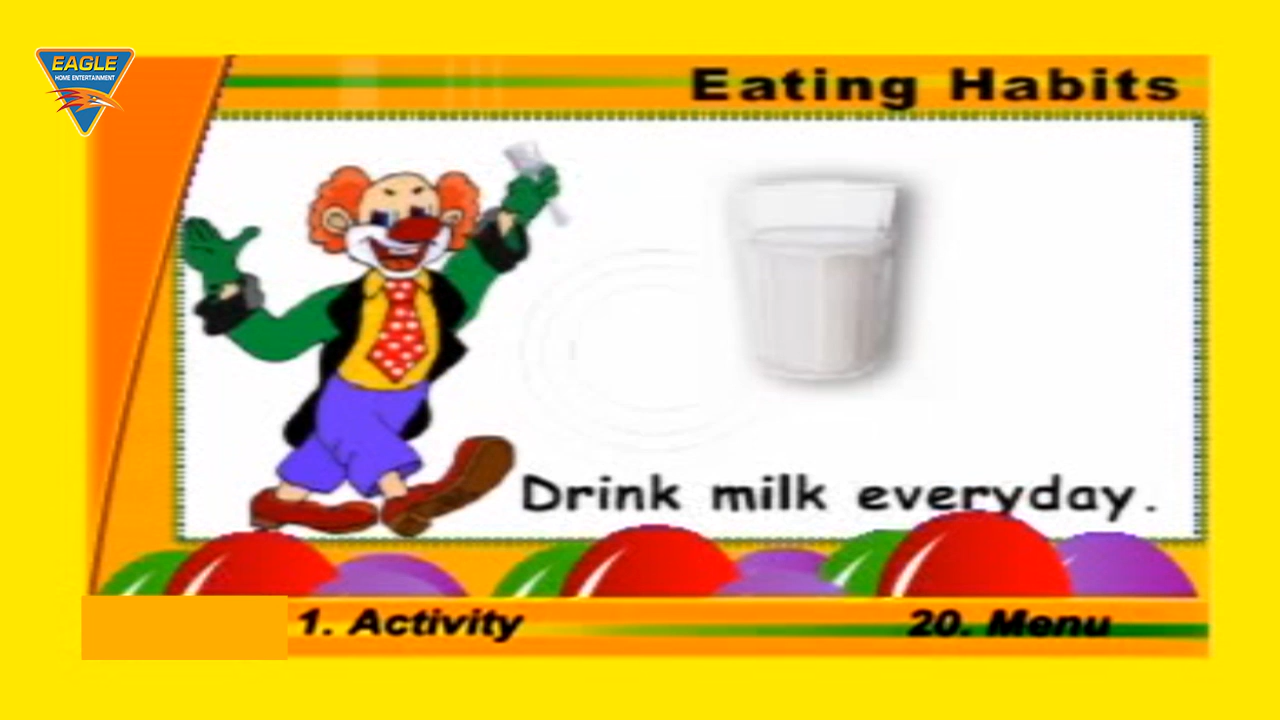 EAGLE
HOME ENTERTAINMENT
Eating Habits
Drink milk everyday.
1. Activity
20. Menu